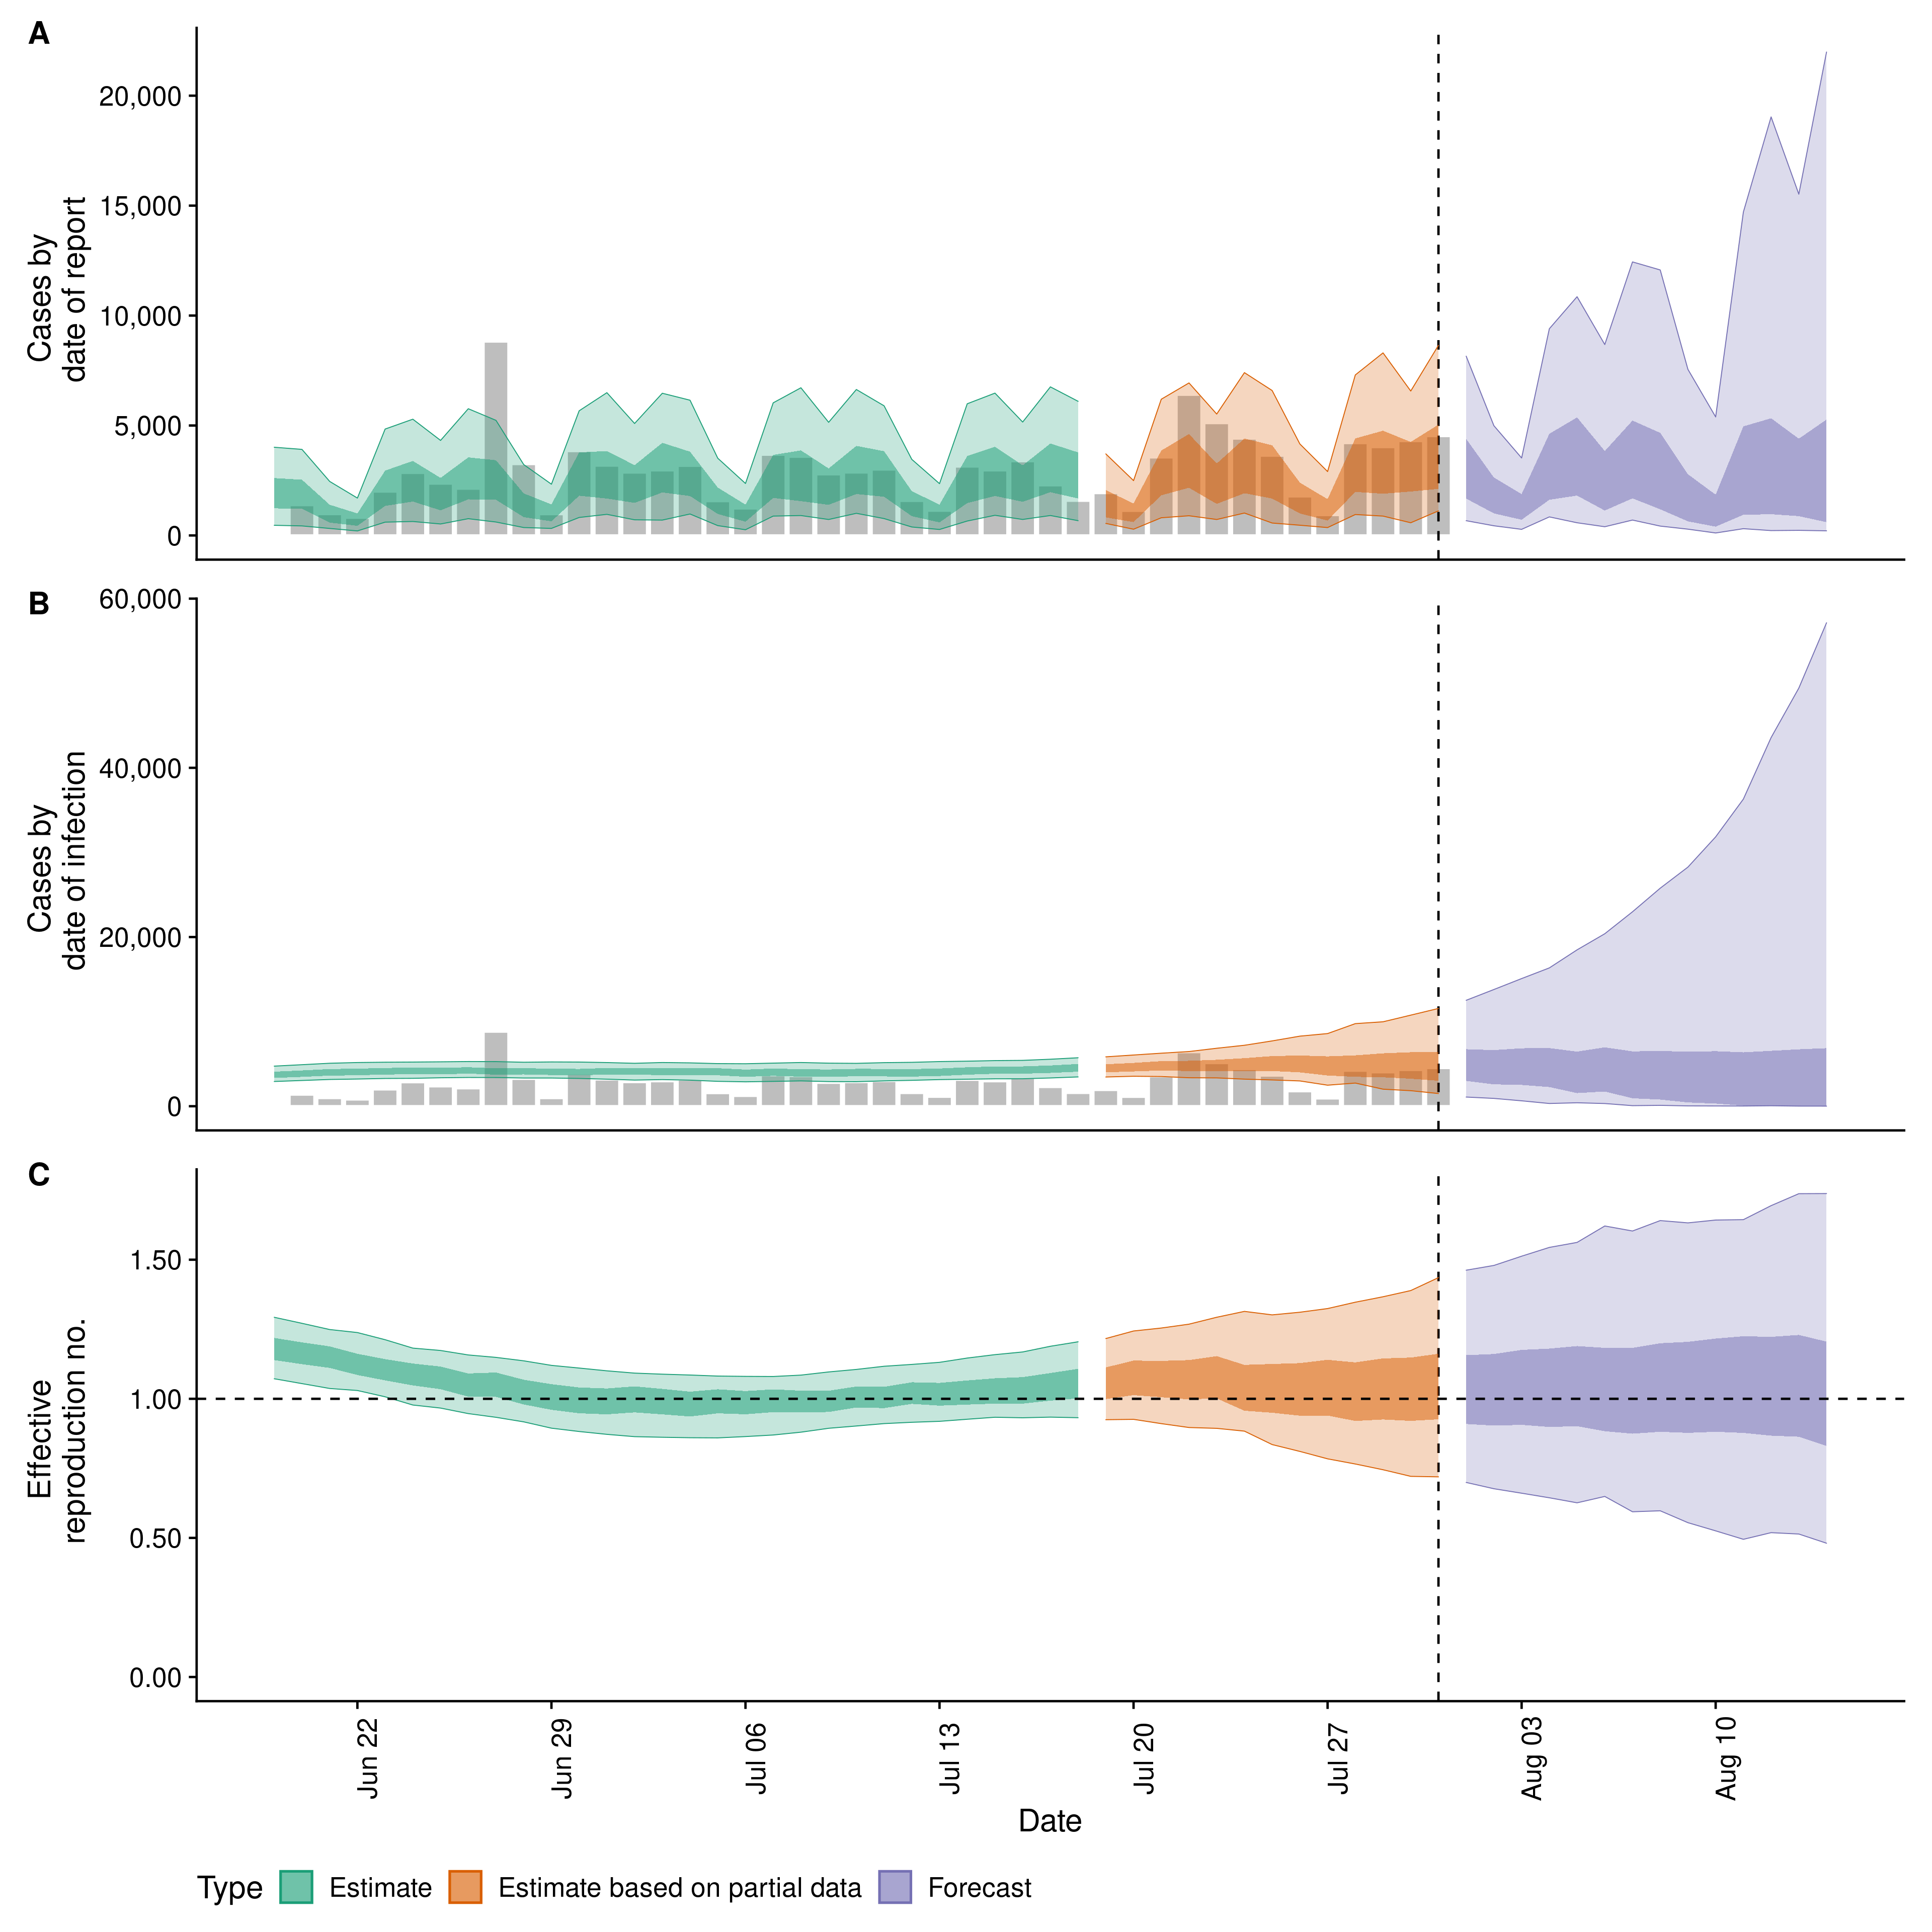 A
20,000
15,000
10,000
5,000
0
Cases by
date of report
B
60,000
40,000
20,000
0
Cases by
date of infection
C
1.50
1.00
0.50
0.00
Effective
reproduction no.
Jun 22
Jun 29
Jul 06
Jul 13
Jul 20
Jul 27
Aug 03
Aug 10
Date
Type Estimate Estimate based on partial data Forecast